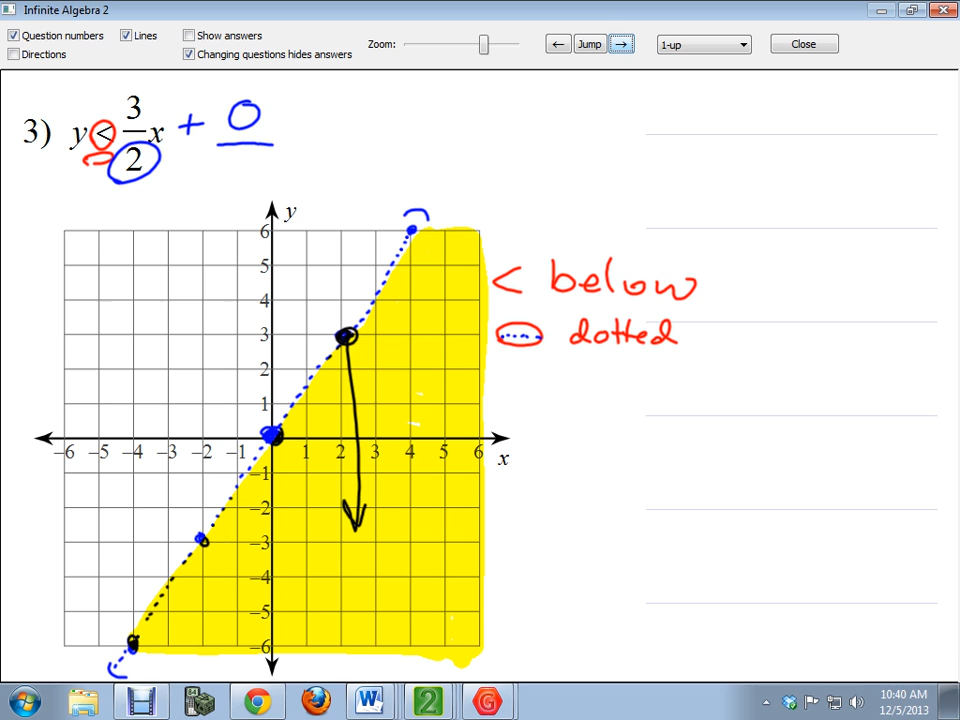 Infinite Algebra 2
Question numbers Lines Show answers Zoom: ← Jump → 1-up Close
Directions Changing questions hides answers
3) y < 3/2 x + 0
y
6
5
4
3
2
1
−6 −5 −4 −3 −2 −1 1 2 3 4 5 6 x
−1
−2
−3
−4
−5
−6
< below
dotted
10:40 AM
12/5/2013